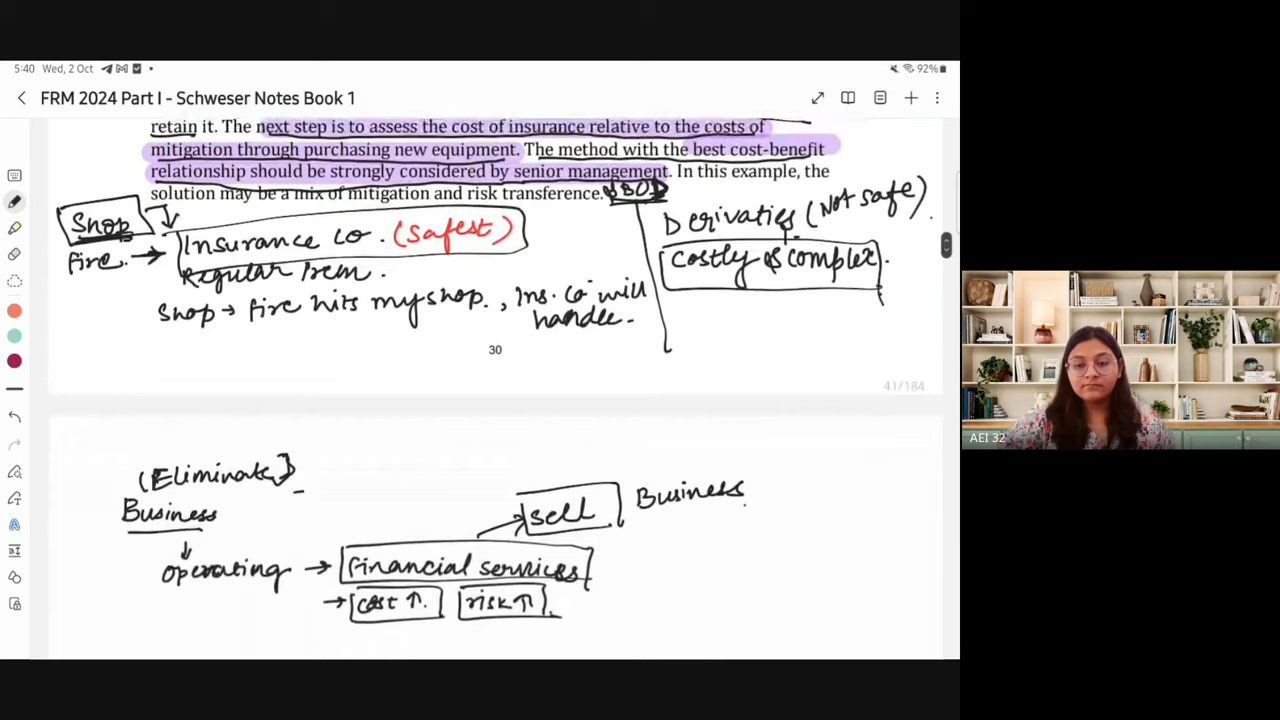 5:40 Wed, 2 Oct
92%
FRM 2024 Part I - Schweser Notes Book 1
retain it. The next step is to assess the cost of insurance relative to the costs of
mitigation through purchasing new equipment. The method with the best cost-benefit
relationship should be strongly considered by senior management. In this example, the
solution may be a mix of mitigation and risk transference. BOD
Shop
fire. → Insurance Co. (Safest)
Regular Prem.
Shop → fire hits my shop., Ins. Co will
handle.
Derivaties (Not safe).
Costly & complex.
30
41/184
(Eliminate)
Business
operating → financial services
→ cost ↑. risk ↑
sell Business
AEI 32